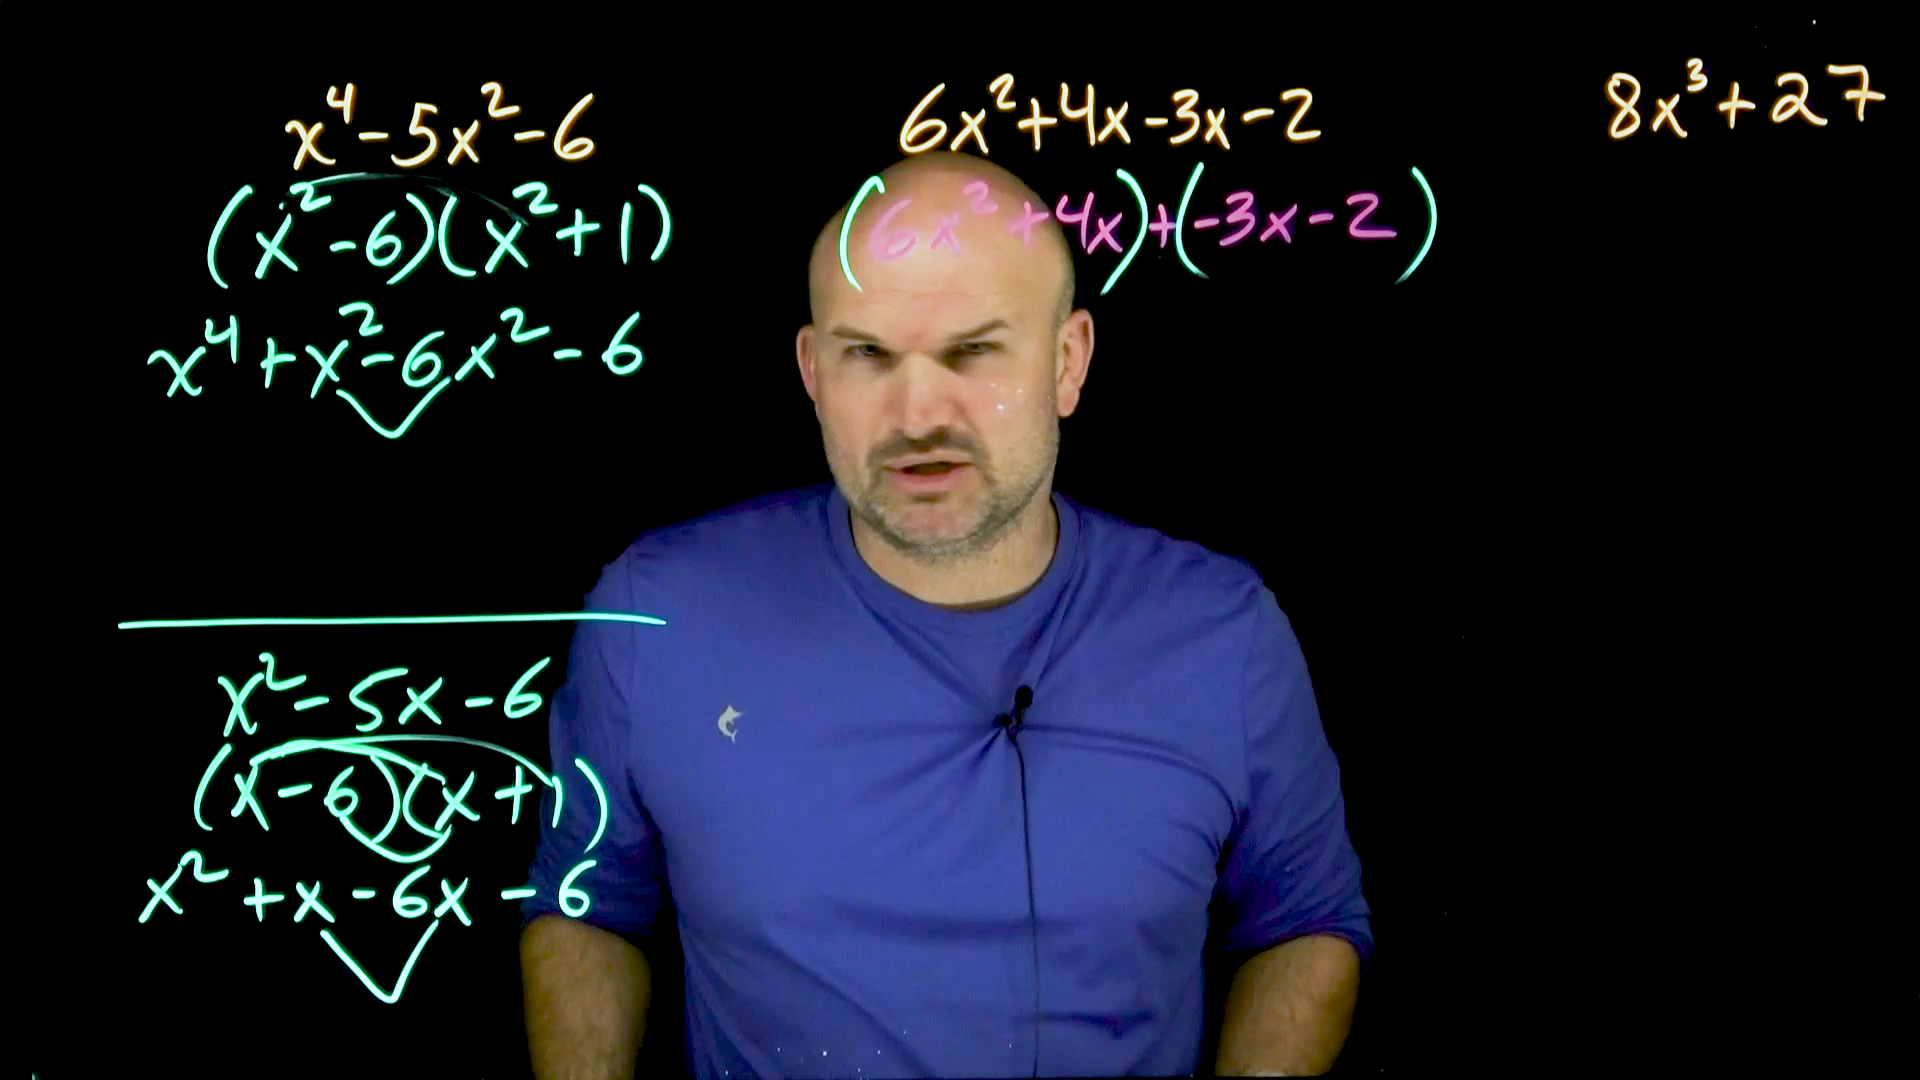 x⁴-5x²-6
(x²-6)(x²+1)
x⁴+x²-6x²-6
x²-5x-6
(x-6)(x+1)
x²+x-6x-6
6x²+4x-3x-2
(6x²+4x)+(-3x-2)
8x³+27